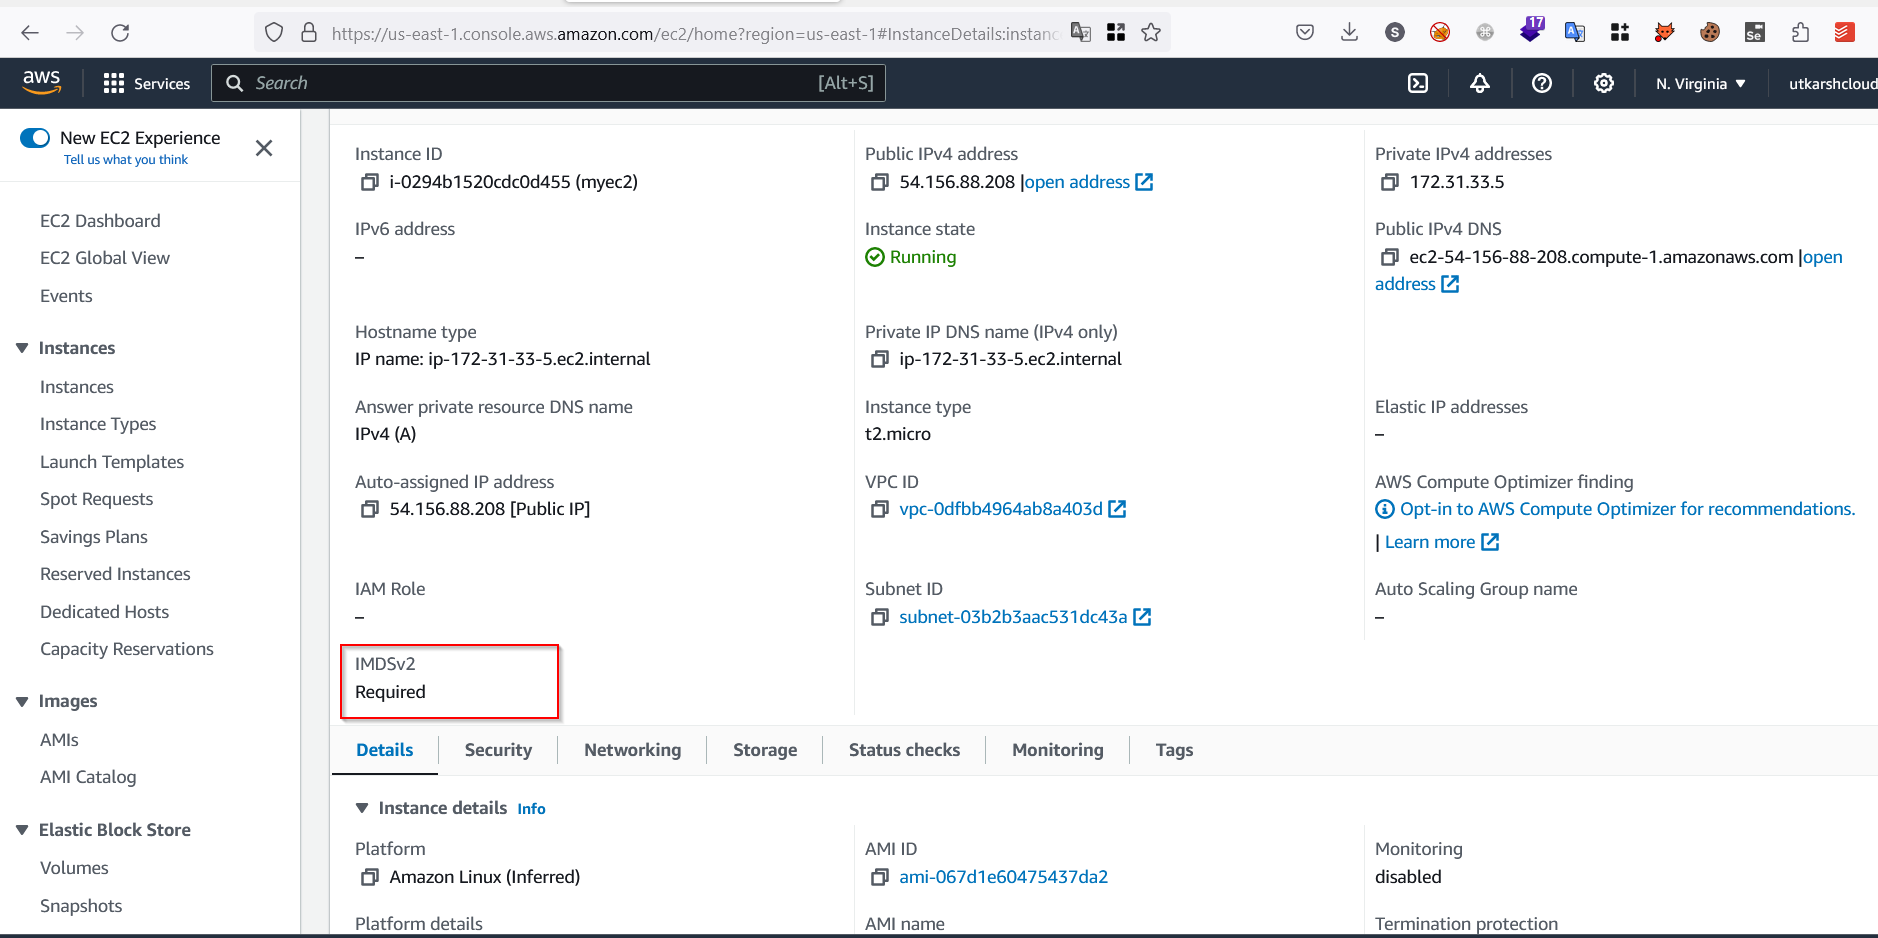 https://us-east-1.console.aws.amazon.com/ec2/home?region=us-east-1#InstanceDetails:instanc
S
17
Se
aws
Services
Search
[Alt+S]
N. Virginia
utkarshcloud
New EC2 Experience
Tell us what you think
EC2 Dashboard
EC2 Global View
Events
Instances
Instances
Instance Types
Launch Templates
Spot Requests
Savings Plans
Reserved Instances
Dedicated Hosts
Capacity Reservations
Images
AMIs
AMI Catalog
Elastic Block Store
Volumes
Snapshots
Instance ID
i-0294b1520cdc0d455 (myec2)
Public IPv4 address
54.156.88.208 |open address
Private IPv4 addresses
172.31.33.5
IPv6 address
–
Instance state
Running
Public IPv4 DNS
ec2-54-156-88-208.compute-1.amazonaws.com |open
address
Hostname type
IP name: ip-172-31-33-5.ec2.internal
Private IP DNS name (IPv4 only)
ip-172-31-33-5.ec2.internal
Answer private resource DNS name
IPv4 (A)
Instance type
t2.micro
Elastic IP addresses
–
Auto-assigned IP address
54.156.88.208 [Public IP]
VPC ID
vpc-0dfbb4964ab8a403d
AWS Compute Optimizer finding
Opt-in to AWS Compute Optimizer for recommendations.
| Learn more
IAM Role
–
Subnet ID
subnet-03b2b3aac531dc43a
Auto Scaling Group name
–
IMDSv2
Required
Details
Security
Networking
Storage
Status checks
Monitoring
Tags
Instance details Info
Platform
Amazon Linux (Inferred)
AMI ID
ami-067d1e60475437da2
Monitoring
disabled
Platform details
AMI name
Termination protection